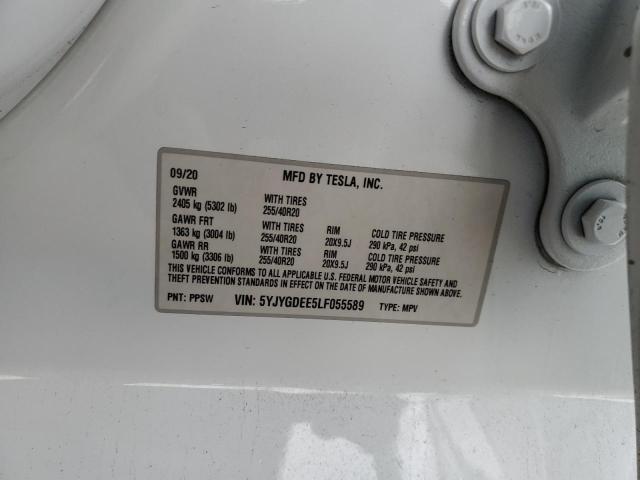 09/20 MFD BY TESLA, INC.
GVWR
2405 kg (5302 lb) WITH TIRES 255/40R20
GAWR FRT
1363 kg (3004 lb) WITH TIRES 255/40R20 RIM 20X9.5J COLD TIRE PRESSURE 290 kPa, 42 psi
GAWR RR
1500 kg (3306 lb) WITH TIRES 255/40R20 RIM 20X9.5J COLD TIRE PRESSURE 290 kPa, 42 psi
THIS VEHICLE CONFORMS TO ALL APPLICABLE U.S. FEDERAL MOTOR VEHICLE SAFETY AND
THEFT PREVENTION STANDARDS IN EFFECT ON THE DATE OF MANUFACTURE SHOWN ABOVE.
PNT: PPSW VIN: 5YJYGDEE5LF055589 TYPE: MPV